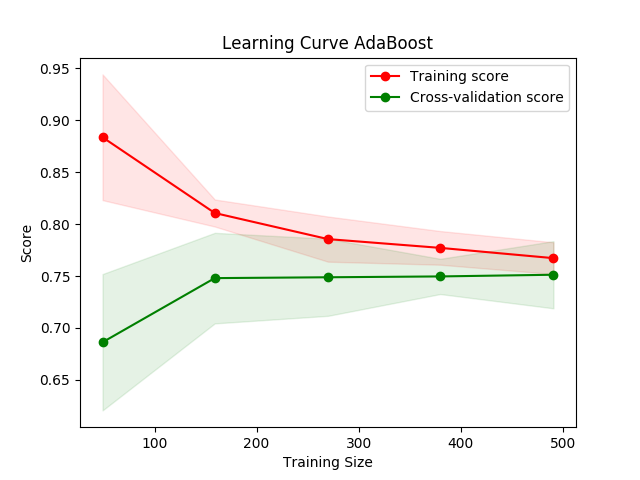 Learning Curve AdaBoost
Training score
Cross-validation score
0.95
0.90
0.85
0.80
0.75
0.70
0.65
Score
100
200
300
400
500
Training Size